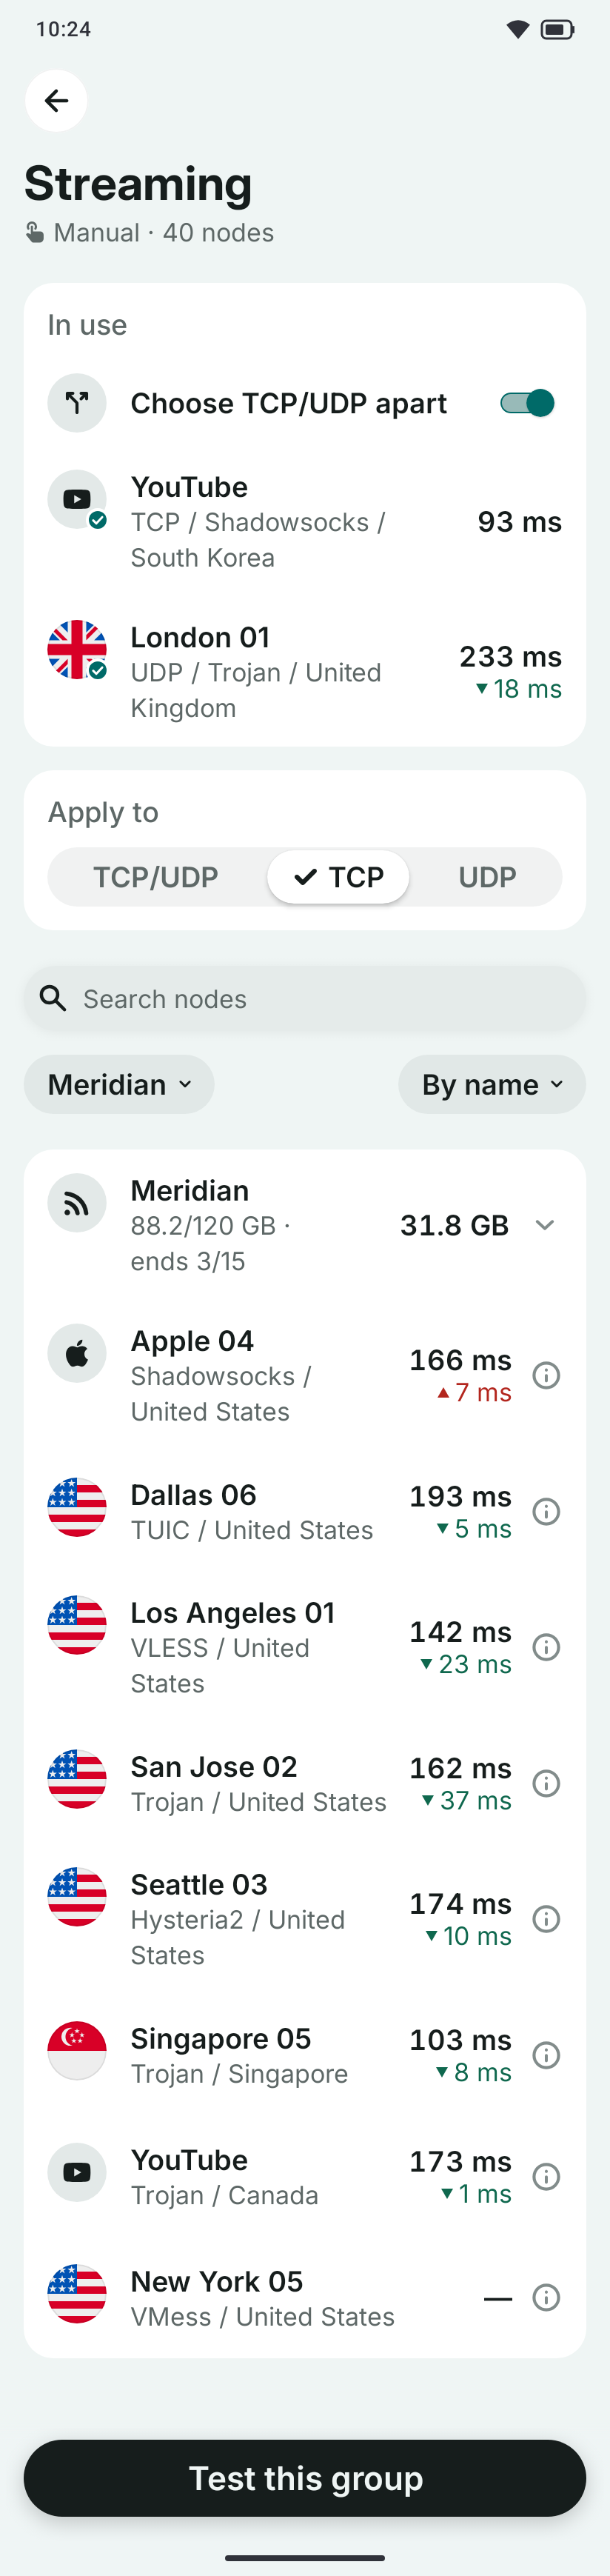 10:24
Streaming
Manual · 40 nodes
In use
Choose TCP/UDP apart
YouTube
TCP / Shadowsocks /
South Korea
93 ms
London 01
UDP / Trojan / United
Kingdom
233 ms
▼ 18 ms
Apply to
TCP/UDP
TCP
UDP
Search nodes
Meridian
By name
Meridian
88.2/120 GB ·
ends 3/15
31.8 GB
Apple 04
Shadowsocks /
United States
166 ms
▲ 7 ms
Dallas 06
TUIC / United States
193 ms
▼ 5 ms
Los Angeles 01
VLESS / United
States
142 ms
▼ 23 ms
San Jose 02
Trojan / United States
162 ms
▼ 37 ms
Seattle 03
Hysteria2 / United
States
174 ms
▼ 10 ms
Singapore 05
Trojan / Singapore
103 ms
▼ 8 ms
YouTube
Trojan / Canada
173 ms
▼ 1 ms
New York 05
VMess / United States
—
Test this group